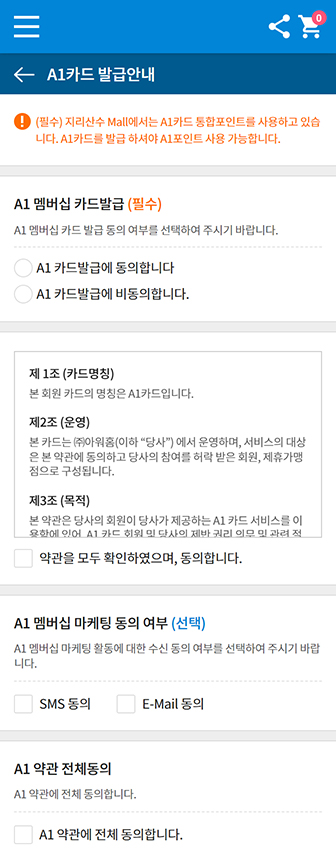 0
A1카드 발급안내
(필수) 지리산수 Mall에서는 A1카드 통합포인트를 사용하고 있습
니다. A1카드를 발급 하셔야 A1포인트 사용 가능합니다.
A1 멤버십 카드발급 (필수)
A1 멤버십 카드 발급 동의 여부를 선택하여 주시기 바랍니다.
A1 카드발급에 동의합니다
A1 카드발급에 비동의합니다.
제 1조 (카드명칭)
본 회원 카드의 명칭은 A1카드입니다.
제2조 (운영)
본 카드는 ㈜아워홈(이하 “당사”) 에서 운영하며, 서비스의 대상
은 본 약관에 동의하고 당사의 참여를 허락 받은 회원, 제휴가맹
점으로 구성됩니다.
제3조 (목적)
본 약관은 당사의 회원이 당사가 제공하는 A1 카드 서비스를 이
용함에 있어, A1 카드 회원 및 당사의 제반 권리 의무 및 관련 적
약관을 모두 확인하였으며, 동의합니다.
A1 멤버십 마케팅 동의 여부 (선택)
A1 멤버십 마케팅 활동에 대한 수신 동의 여부를 선택하여 주시기 바랍
니다.
SMS 동의 E-Mail 동의
A1 약관 전체동의
A1 약관에 전체 동의합니다.
A1 약관에 전체 동의합니다.